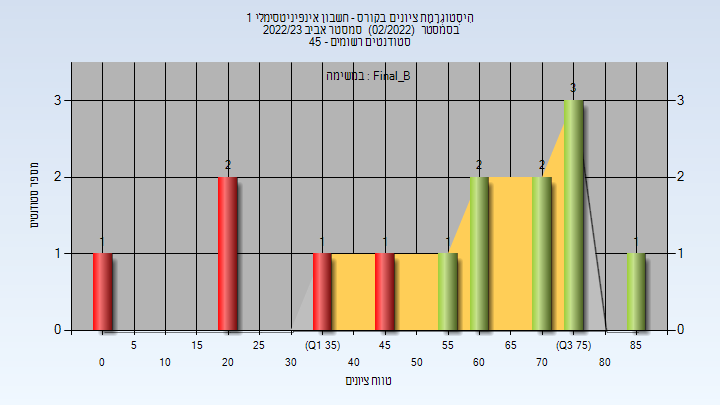 היסטוגרמת ציונים בקורס - חשבון אינפיניטסימלי 1
בסמסטר (02/2022) סמסטר אביב 2022/23
סטודנטים רשומים - 45
במשימה : Final_B
3 3
2 2
1 1
0 0
1 2 1 1 1 2 2 3 1
מספר סטודנטים
5 15 25 (Q1 35) 45 55 65 (Q3 75) 85
0 10 20 30 40 50 60 70 80
טווח ציונים